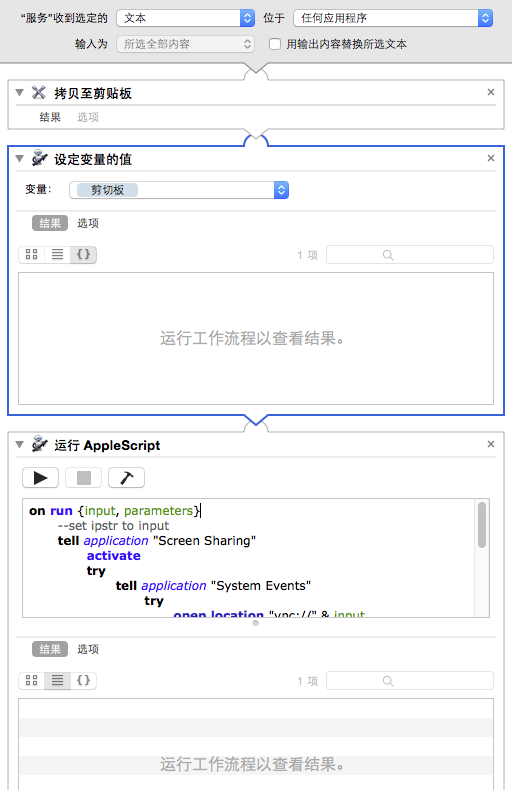 “服务”收到选定的 文本 位于 任何应用程序
输入为 所选全部内容 用输出内容替换所选文本
拷贝至剪贴板
结果 选项
设定变量的值
变量： 剪切板
结果 选项
1 项
运行工作流程以查看结果。
运行 AppleScript
on run {input, parameters}
--set ipstr to input
tell application "Screen Sharing"
activate
try
tell application "System Events"
try
open location "vnc://" & input
结果 选项
1 项
运行工作流程以查看结果。